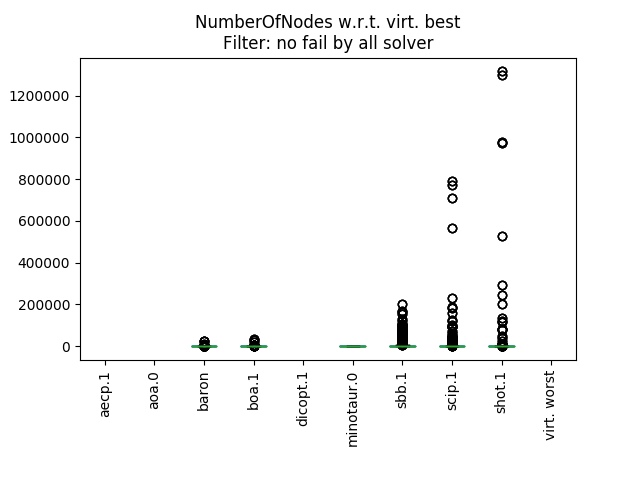 NumberOfNodes w.r.t. virt. best
Filter: no fail by all solver
1200000
1000000
800000
600000
400000
200000
0
aecp.1
aoa.0
baron
boa.1
dicopt.1
minotaur.0
sbb.1
scip.1
shot.1
virt. worst